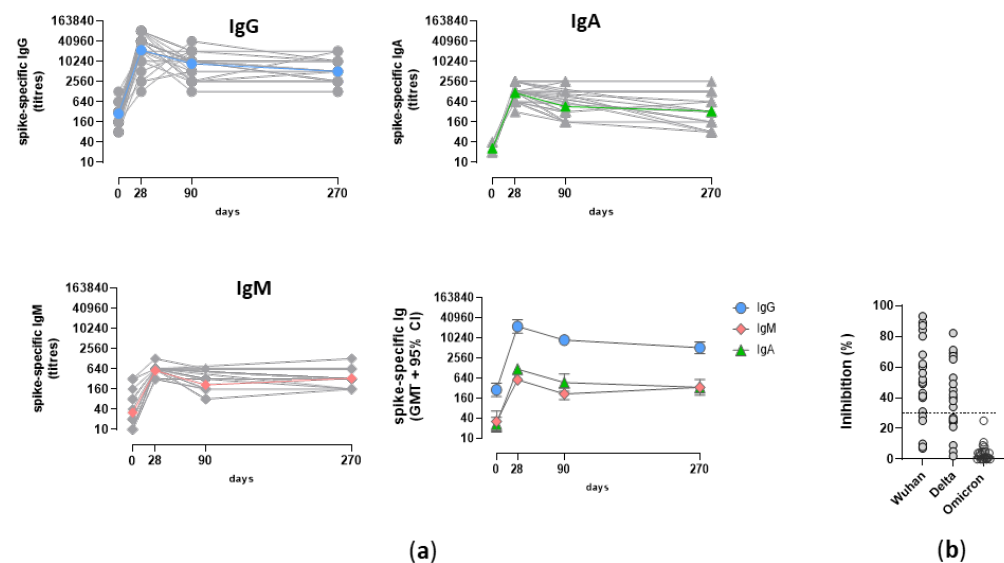 IgG
163840
40960
10240
2560
640
160
40
10
spike-specific IgG
(titres)
0 28 90 270
days
IgA
163840
40960
10240
2560
640
160
40
10
spike-specific IgA
(titres)
0 28 90 270
days
IgM
163840
40960
10240
2560
640
160
40
10
spike-specific IgM
(titres)
0 28 90 270
days
163840
40960
10240
2560
640
160
40
10
spike-specific Ig
(GMT + 95% CI)
0 28 90 270
days
IgG
IgM
IgA
100
80
60
40
20
0
Inihibition (%)
Wuhan
Delta
Omicron
(a)
(b)